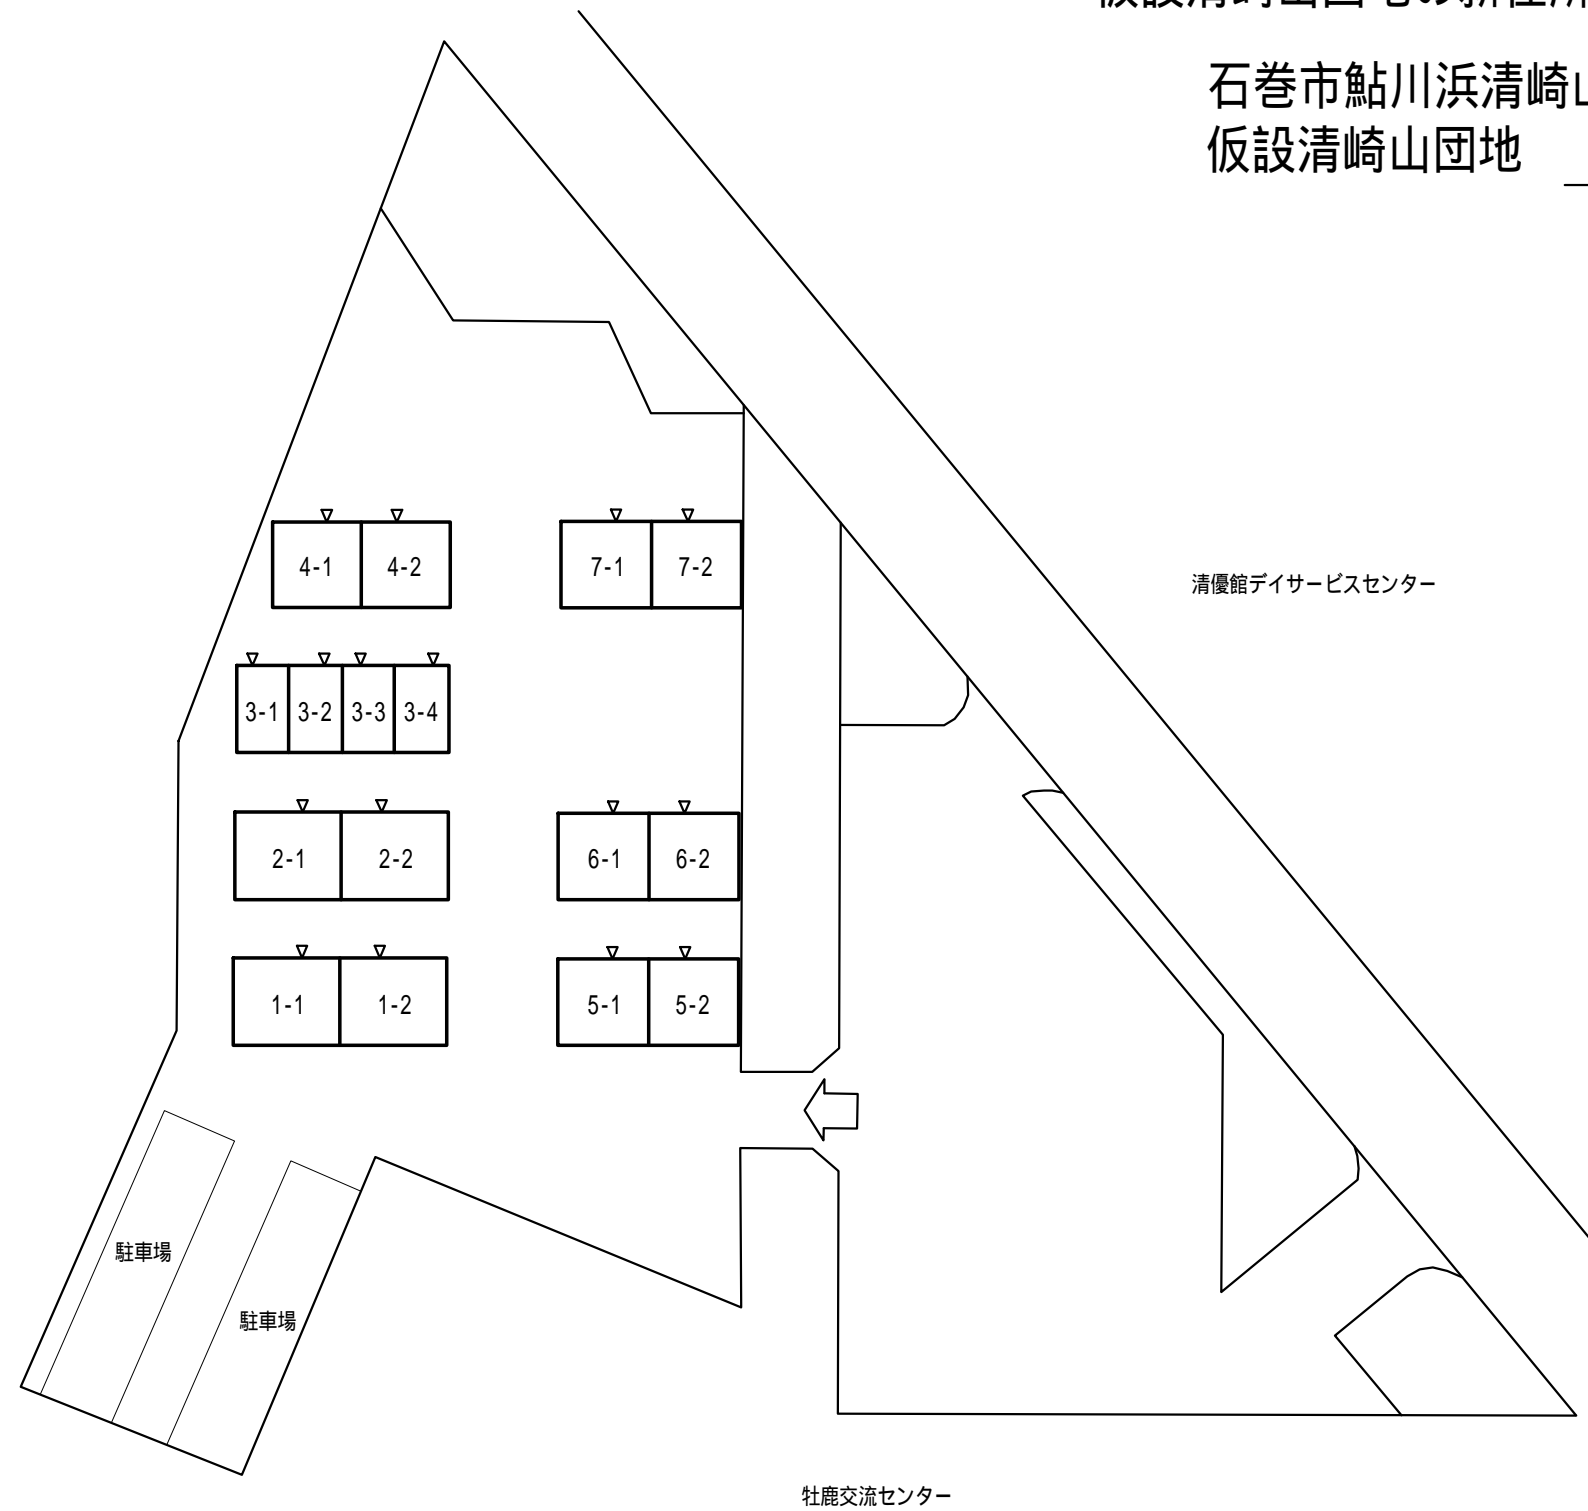 石巻市鮎川浜清崎山
仮設清崎山団地
4-1 4-2 7-1 7-2
清優館デイサービスセンター
3-1 3-2 3-3 3-4
2-1 2-2 6-1 6-2
1-1 1-2 5-1 5-2
駐車場
駐車場
牡鹿交流センター